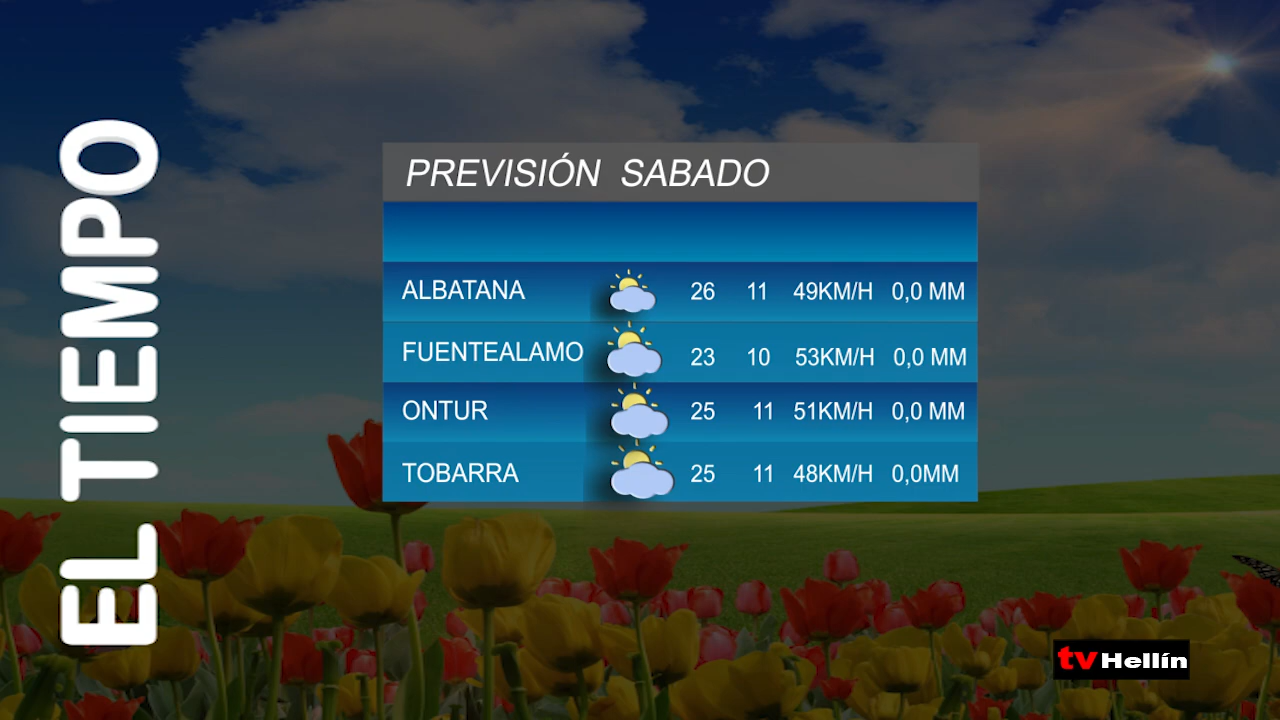 EL TIEMPO
PREVISIÓN SABADO
ALBATANA 26 11 49KM/H 0,0 MM
FUENTEALAMO 23 10 53KM/H 0,0 MM
ONTUR 25 11 51KM/H 0,0 MM
TOBARRA 25 11 48KM/H 0,0MM
tv Hellín